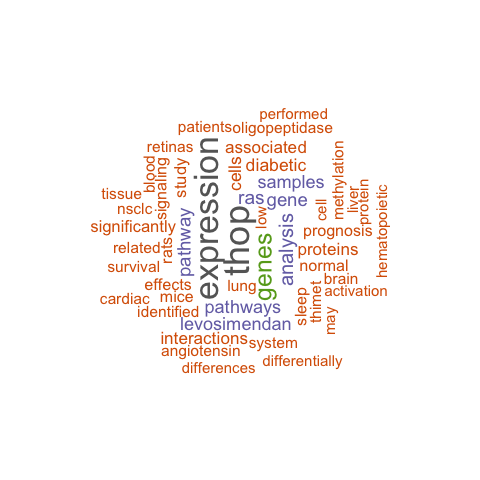 performed
patients
oligopeptidase
retinas
associated
blood
signaling
study
expression
cells
diabetic
methylation
tissue
ras
samples
gene
liver
protein
hematopoietic
nsclc
significantly
pathway
thop
low
cell
prognosis
related
rats
genes
analysis
proteins
survival
normal
effects
lung
brain
cardiac
mice
sleep
thimet
activation
identified
pathways
may
levosimendan
interactions
system
angiotensin
differentially
differences